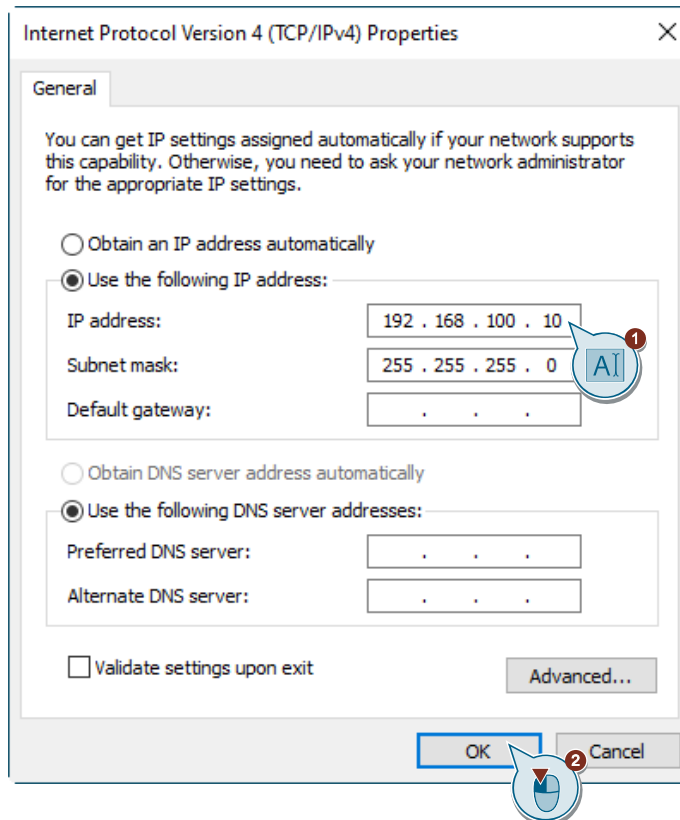 Internet Protocol Version 4 (TCP/IPv4) Properties
General
You can get IP settings assigned automatically if your network supports
this capability. Otherwise, you need to ask your network administrator
for the appropriate IP settings.
Obtain an IP address automatically
Use the following IP address:
IP address: 192 . 168 . 100 . 10
1
Subnet mask: 255 . 255 . 255 . 0
A
Default gateway: . . .
Obtain DNS server address automatically
Use the following DNS server addresses:
Preferred DNS server: . . .
Alternate DNS server: . . .
Validate settings upon exit
Advanced...
OK
2
Cancel